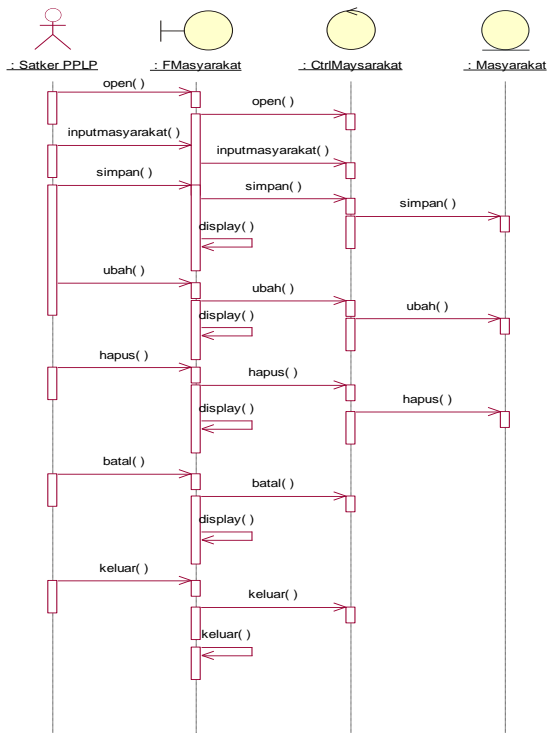 : Satker PPLP : FMasyarakat : CtrlMaysarakat : Masyarakat
open( )
open( )
inputmasyarakat( )
inputmasyarakat( )
simpan( )
simpan( )
simpan( )
display( )
ubah( )
ubah( )
ubah( )
display( )
hapus( )
hapus( )
hapus( )
display( )
batal( )
batal( )
display( )
keluar( )
keluar( )
keluar( )